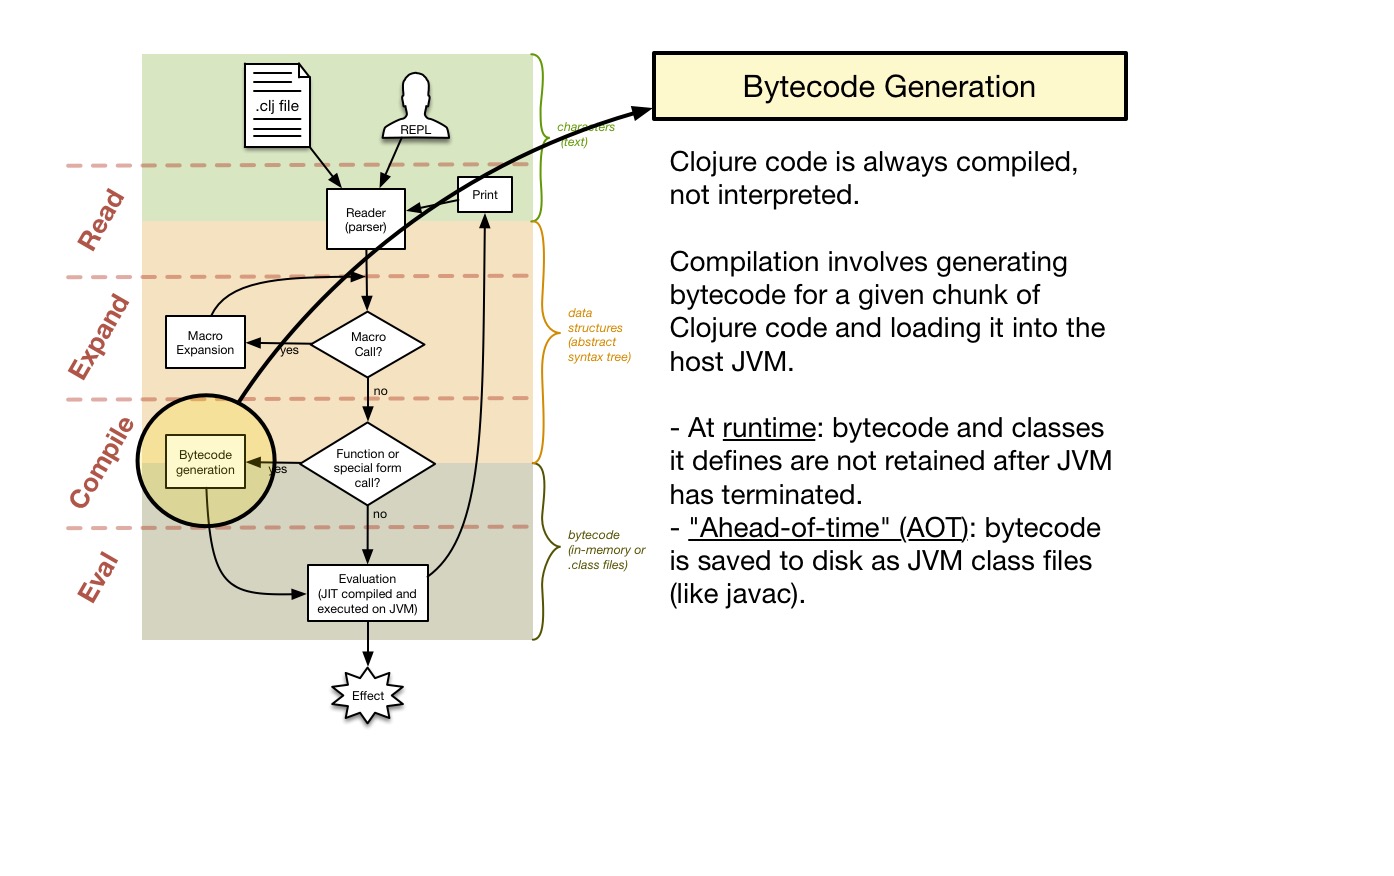 .clj file
REPL
characters
(text)
Read
Reader
(parser)
Print
Expand
Macro
Expansion
yes
Macro
Call?
no
data
structures
(abstract
syntax tree)
Compile
Bytecode
generation
yes
Function or
special form
call?
no
Eval
Evaluation
(JIT compiled and
executed on JVM)
bytecode
(in-memory or
.class files)
Effect
Bytecode Generation
Clojure code is always compiled,
not interpreted.
Compilation involves generating
bytecode for a given chunk of
Clojure code and loading it into the
host JVM.
- At runtime: bytecode and classes
it defines are not retained after JVM
has terminated.
- "Ahead-of-time" (AOT): bytecode
is saved to disk as JVM class files
(like javac).